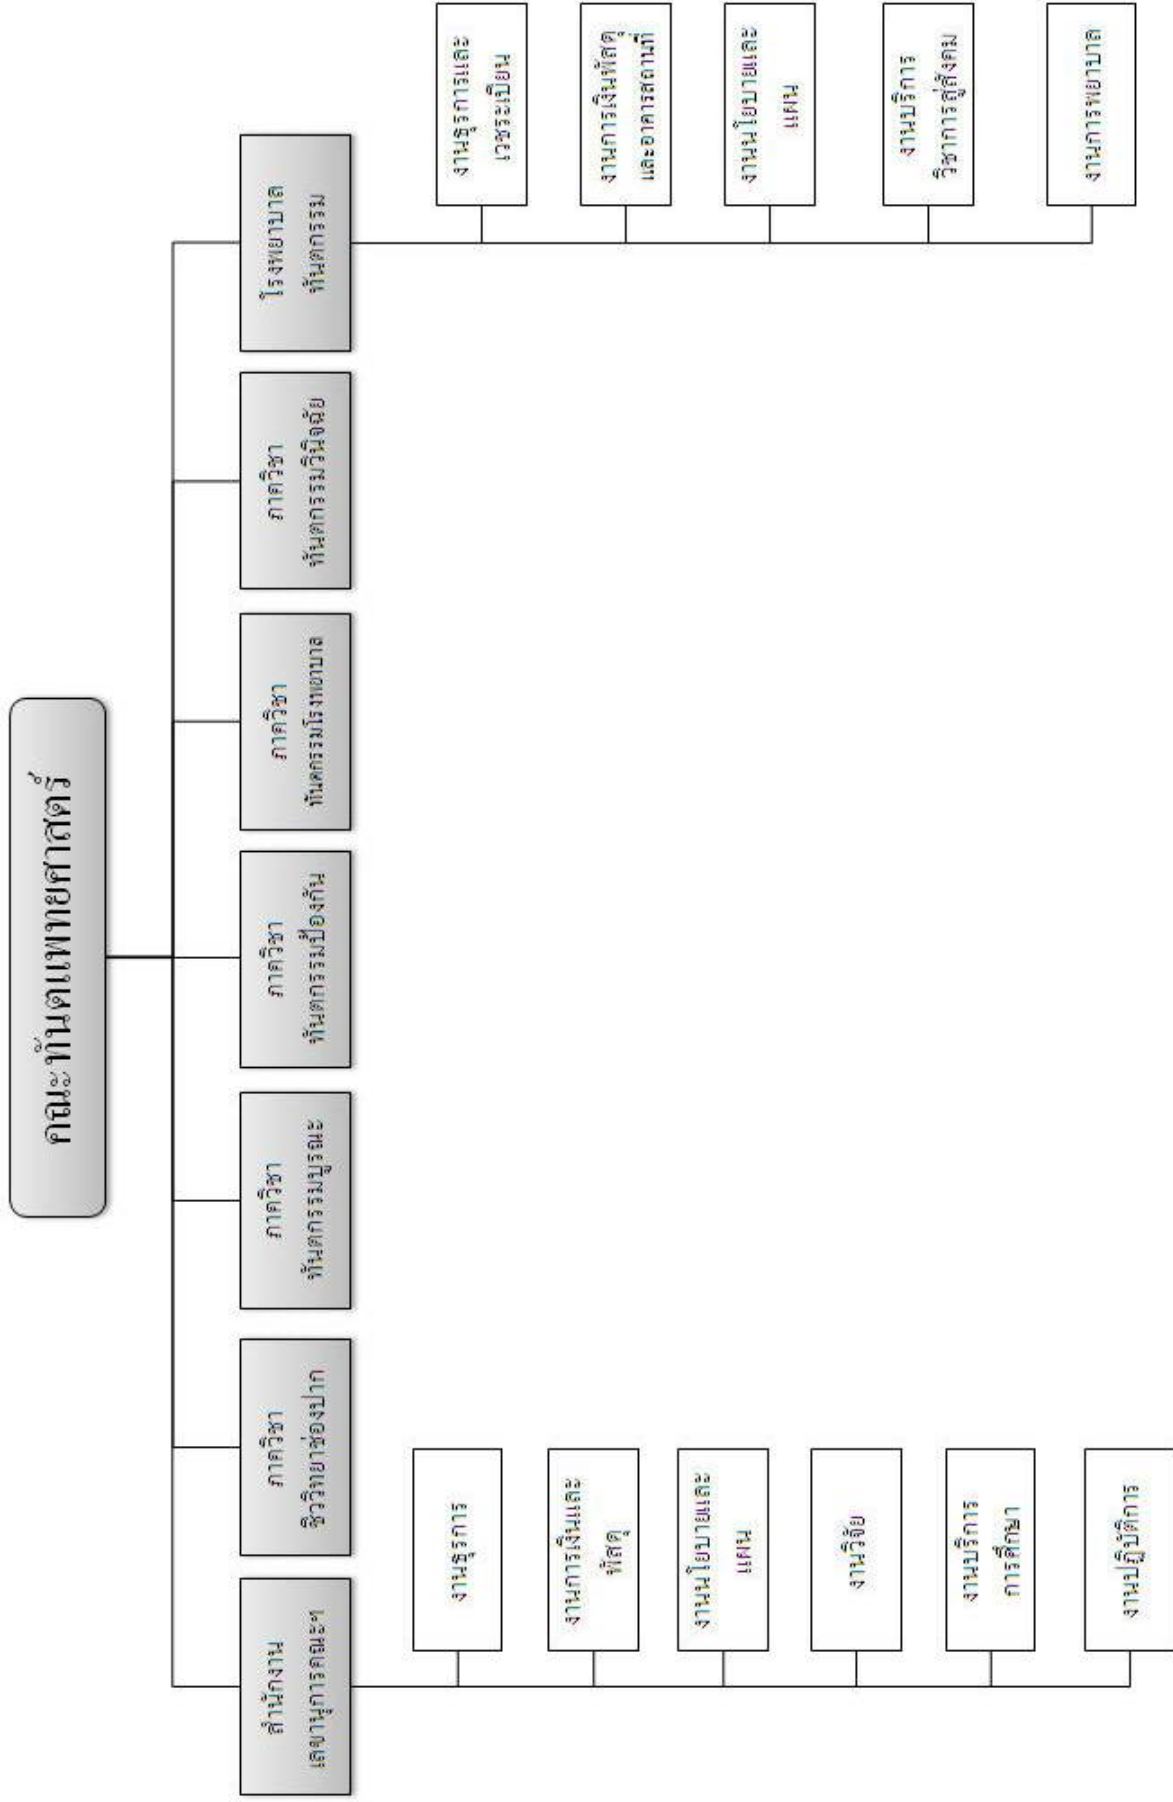 คณะทันตแพทยศาสตร์
สำนักงาน
เลขานุการคณะฯ
ภาควิชา
ชีววิทยาช่องปาก
ภาควิชา
ทันตกรรมบูรณะ
ภาควิชา
ทันตกรรมป้องกัน
ภาควิชา
ทันตกรรมโรงพยาบาล
ภาควิชา
ทันตกรรมวินิจฉัย
โรงพยาบาล
ทันตกรรม
งานธุรการ
งานการเงินและ
พัสดุ
งานนโยบายและ
แผน
งานวิจัย
งานบริการ
การศึกษา
งานปฏิบัติการ
งานธุรการและ
เวชระเบียน
งานการเงินพัสดุ
และอาคารสถานที่
งานนโยบายและ
แผน
งานบริการ
วิชาการสู่สังคม
งานการพยาบาล